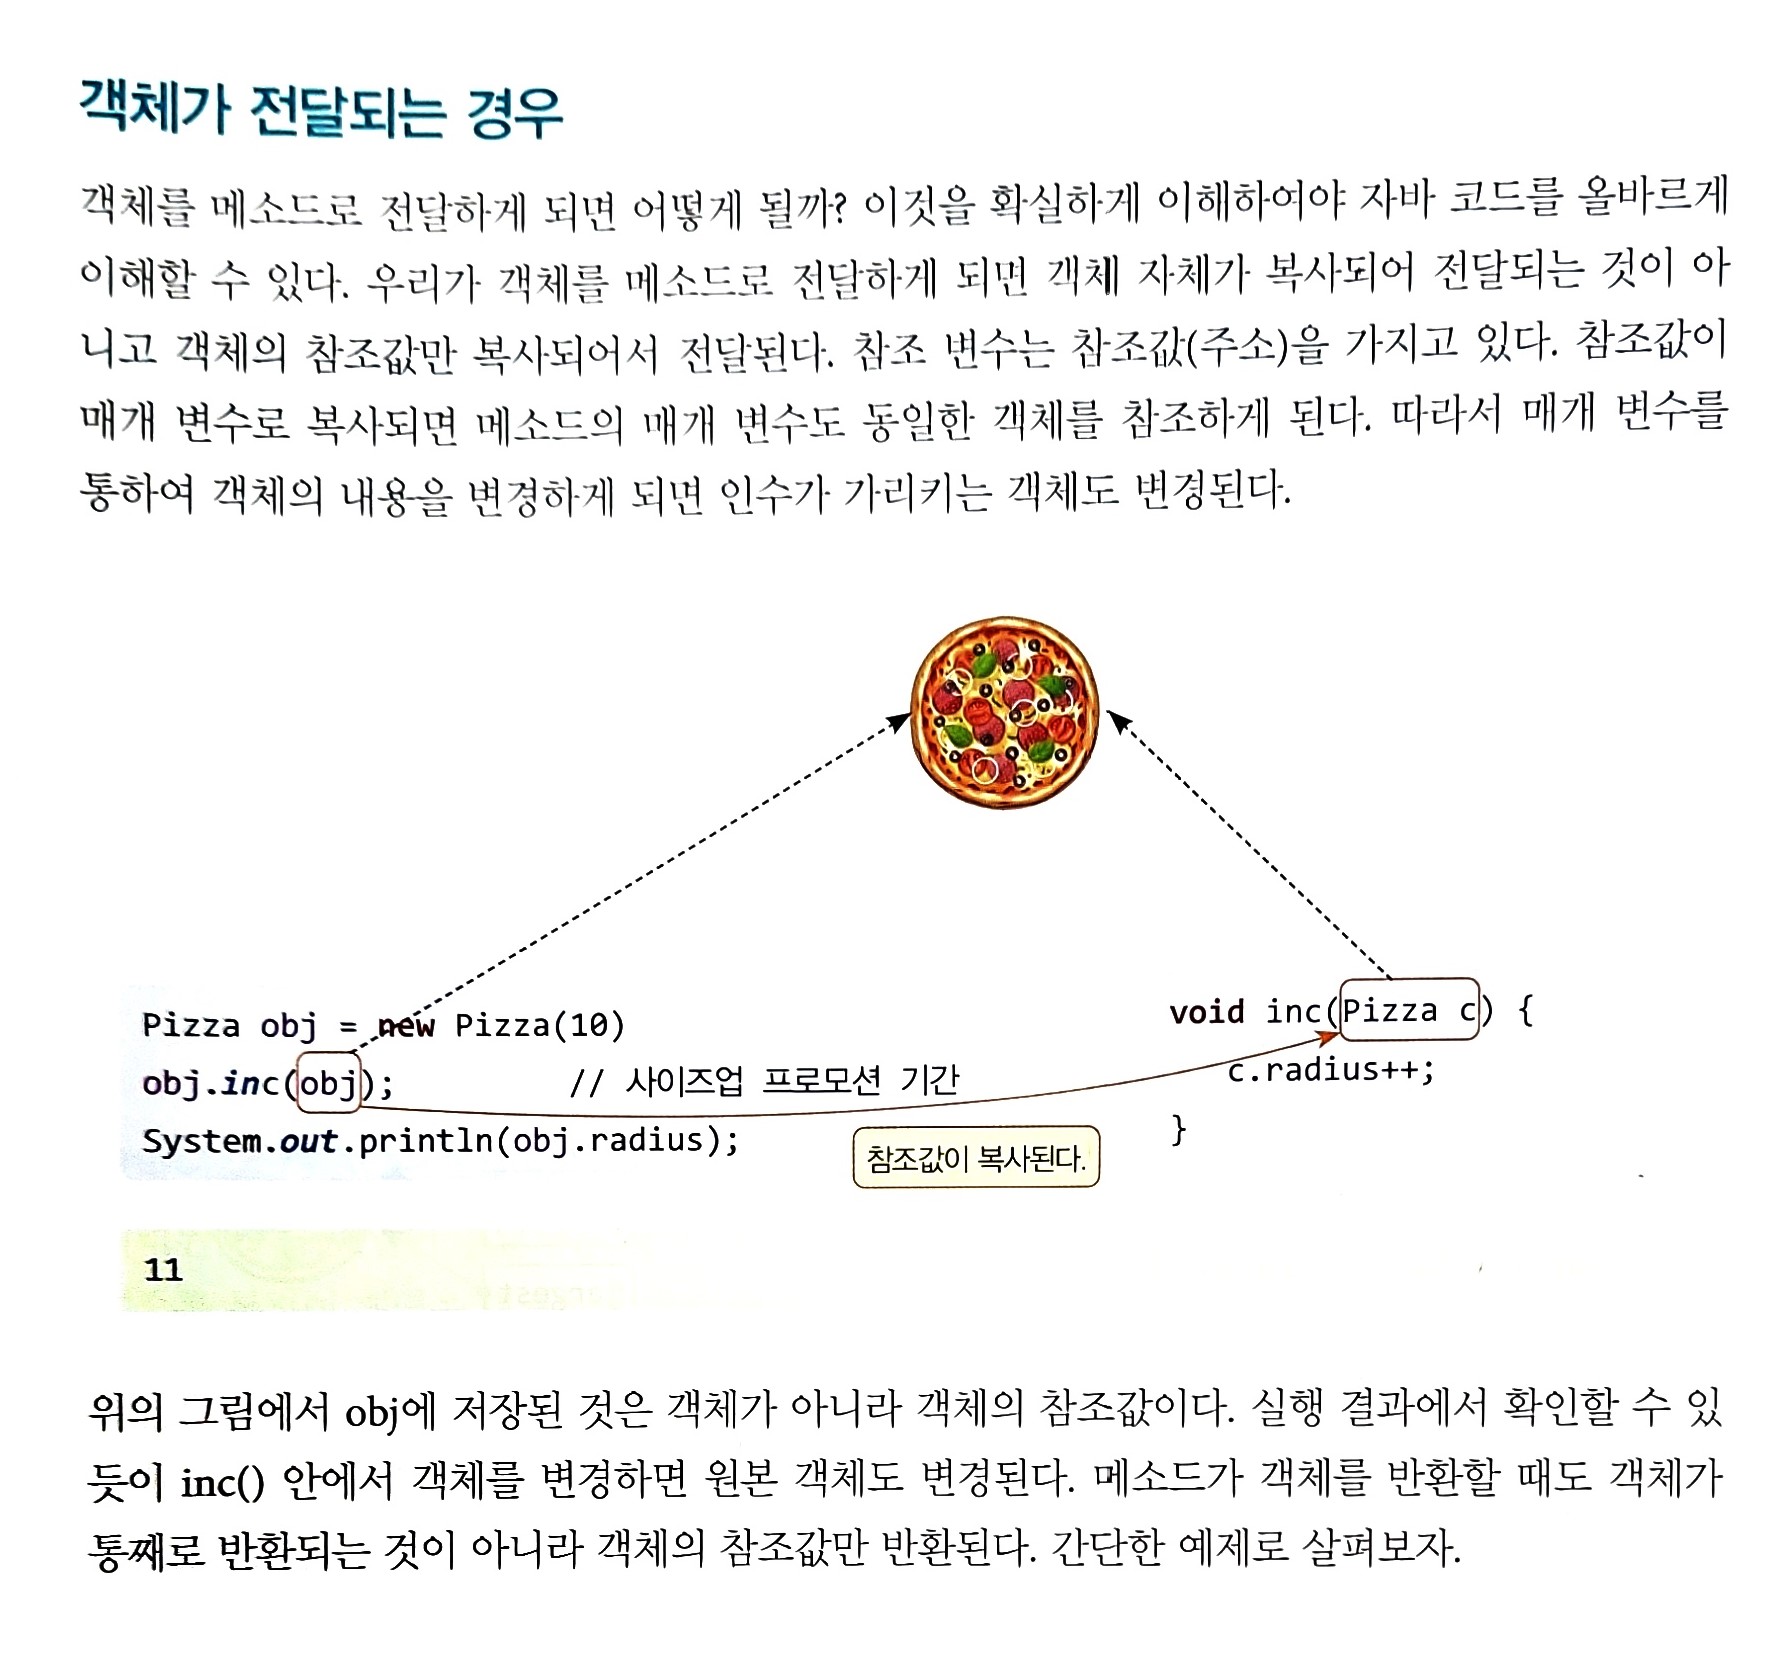 객체가 전달되는 경우
객체를 메소드로 전달하게 되면 어떻게 될까? 이것을 확실하게 이해하여야 자바 코드를 올바르게
이해할 수 있다. 우리가 객체를 메소드로 전달하게 되면 객체 자체가 복사되어 전달되는 것이 아
니고 객체의 참조값만 복사되어서 전달된다. 참조 변수는 참조값(주소)을 가지고 있다. 참조값이
매개 변수로 복사되면 메소드의 매개 변수도 동일한 객체를 참조하게 된다. 따라서 매개 변수를
통하여 객체의 내용을 변경하게 되면 인수가 가리키는 객체도 변경된다.
Pizza obj = new Pizza(10)
obj.inc(obj); // 사이즈업 프로모션 기간
System.out.println(obj.radius);
참조값이 복사된다.
void inc(Pizza c) {
c.radius++;
}
11
위의 그림에서 obj에 저장된 것은 객체가 아니라 객체의 참조값이다. 실행 결과에서 확인할 수 있
듯이 inc() 안에서 객체를 변경하면 원본 객체도 변경된다. 메소드가 객체를 반환할 때도 객체가
통째로 반환되는 것이 아니라 객체의 참조값만 반환된다. 간단한 예제로 살펴보자.